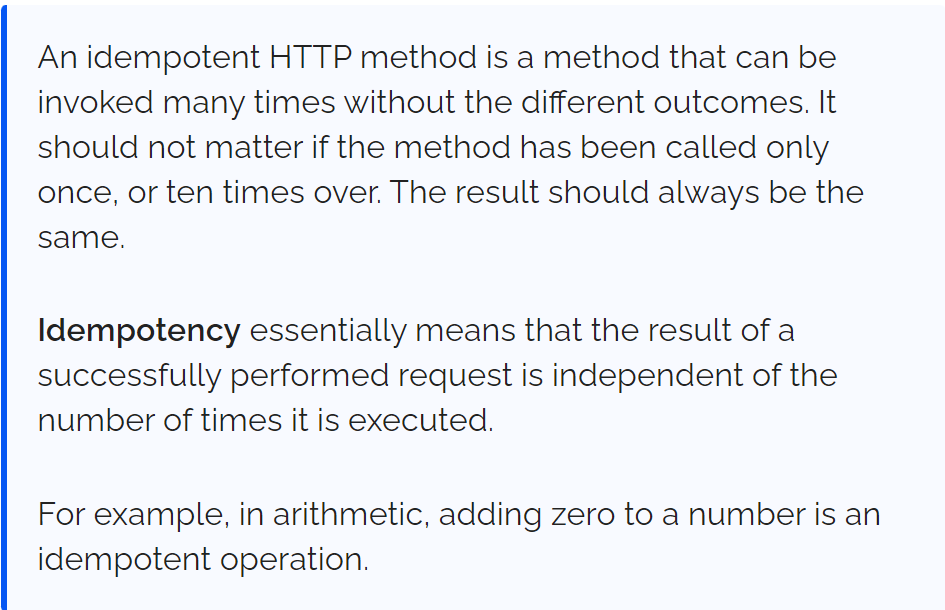 An idempotent HTTP method is a method that can be
invoked many times without the different outcomes. It
should not matter if the method has been called only
once, or ten times over. The result should always be the
same.
Idempotency essentially means that the result of a
successfully performed request is independent of the
number of times it is executed.
For example, in arithmetic, adding zero to a number is an
idempotent operation.